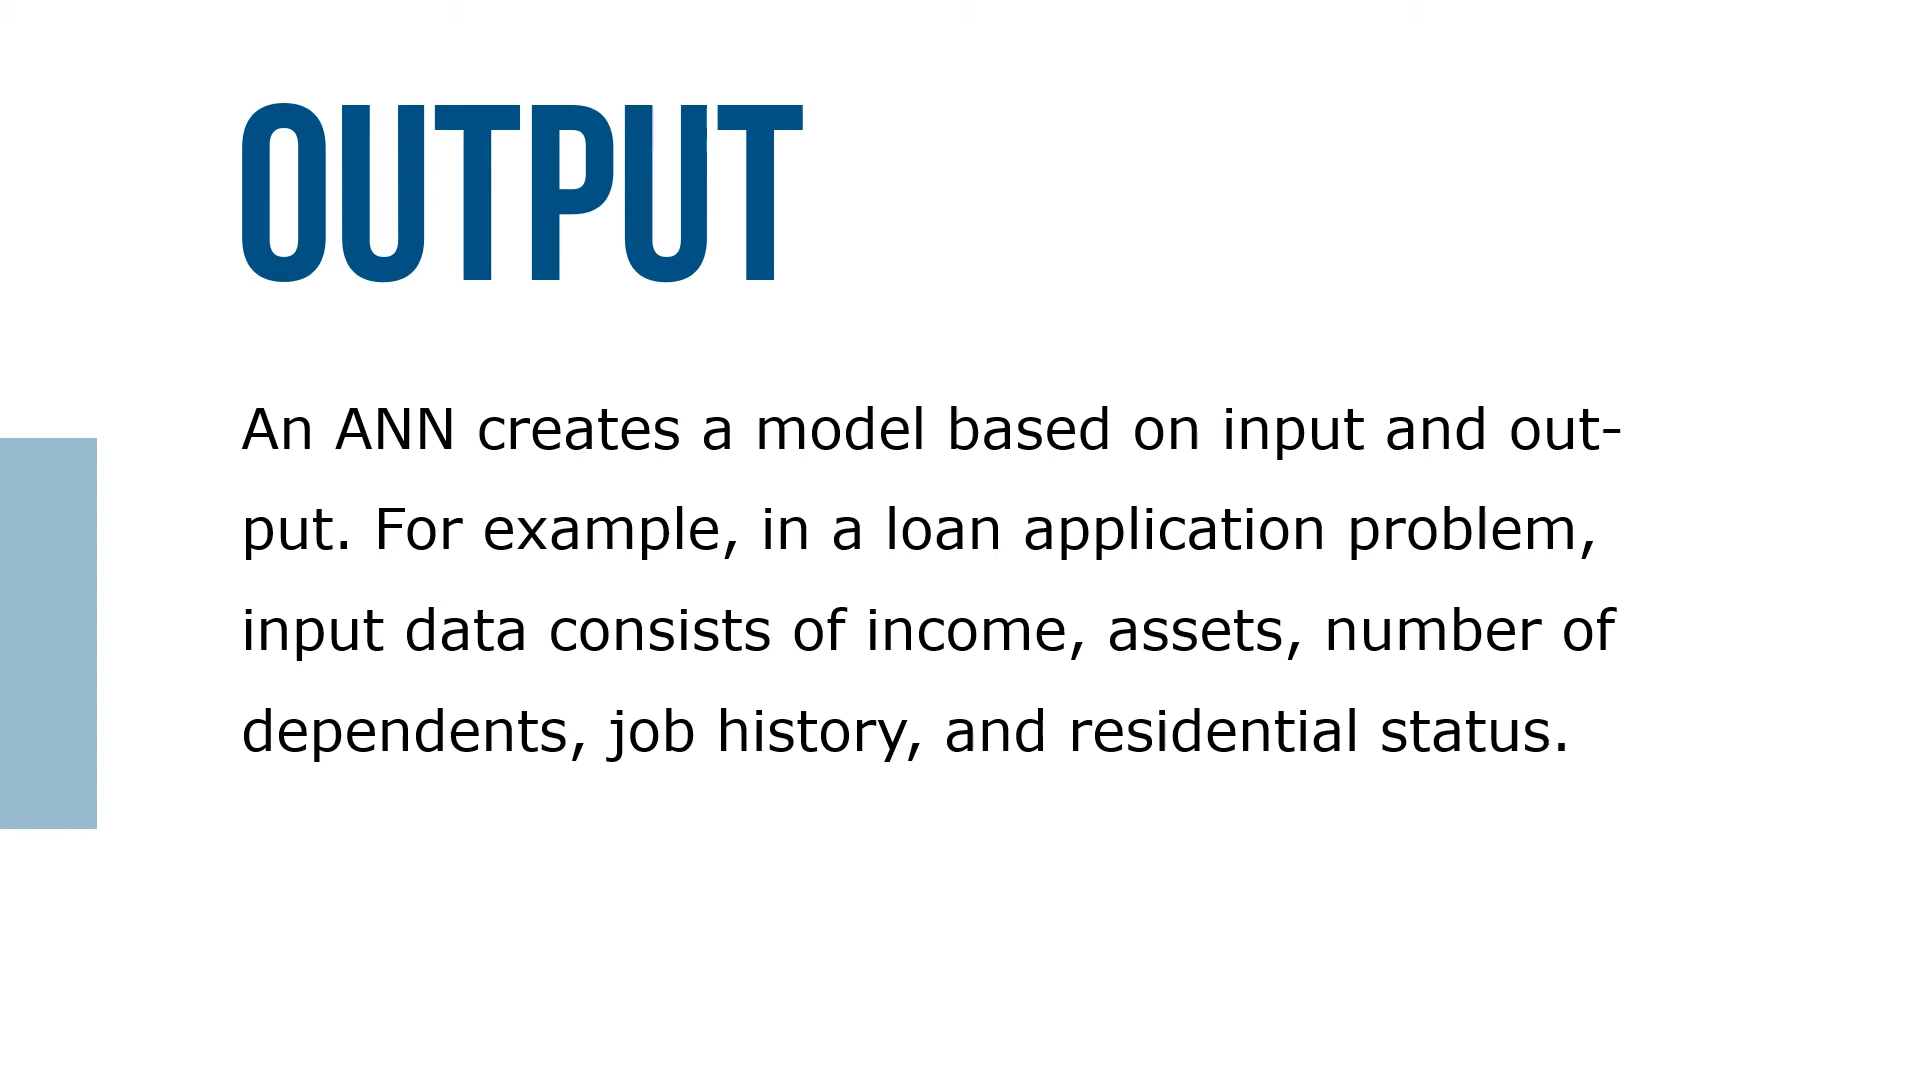 OUTPUT
An ANN creates a model based on input and out-
put. For example, in a loan application problem,
input data consists of income, assets, number of
dependents, job history, and residential status.